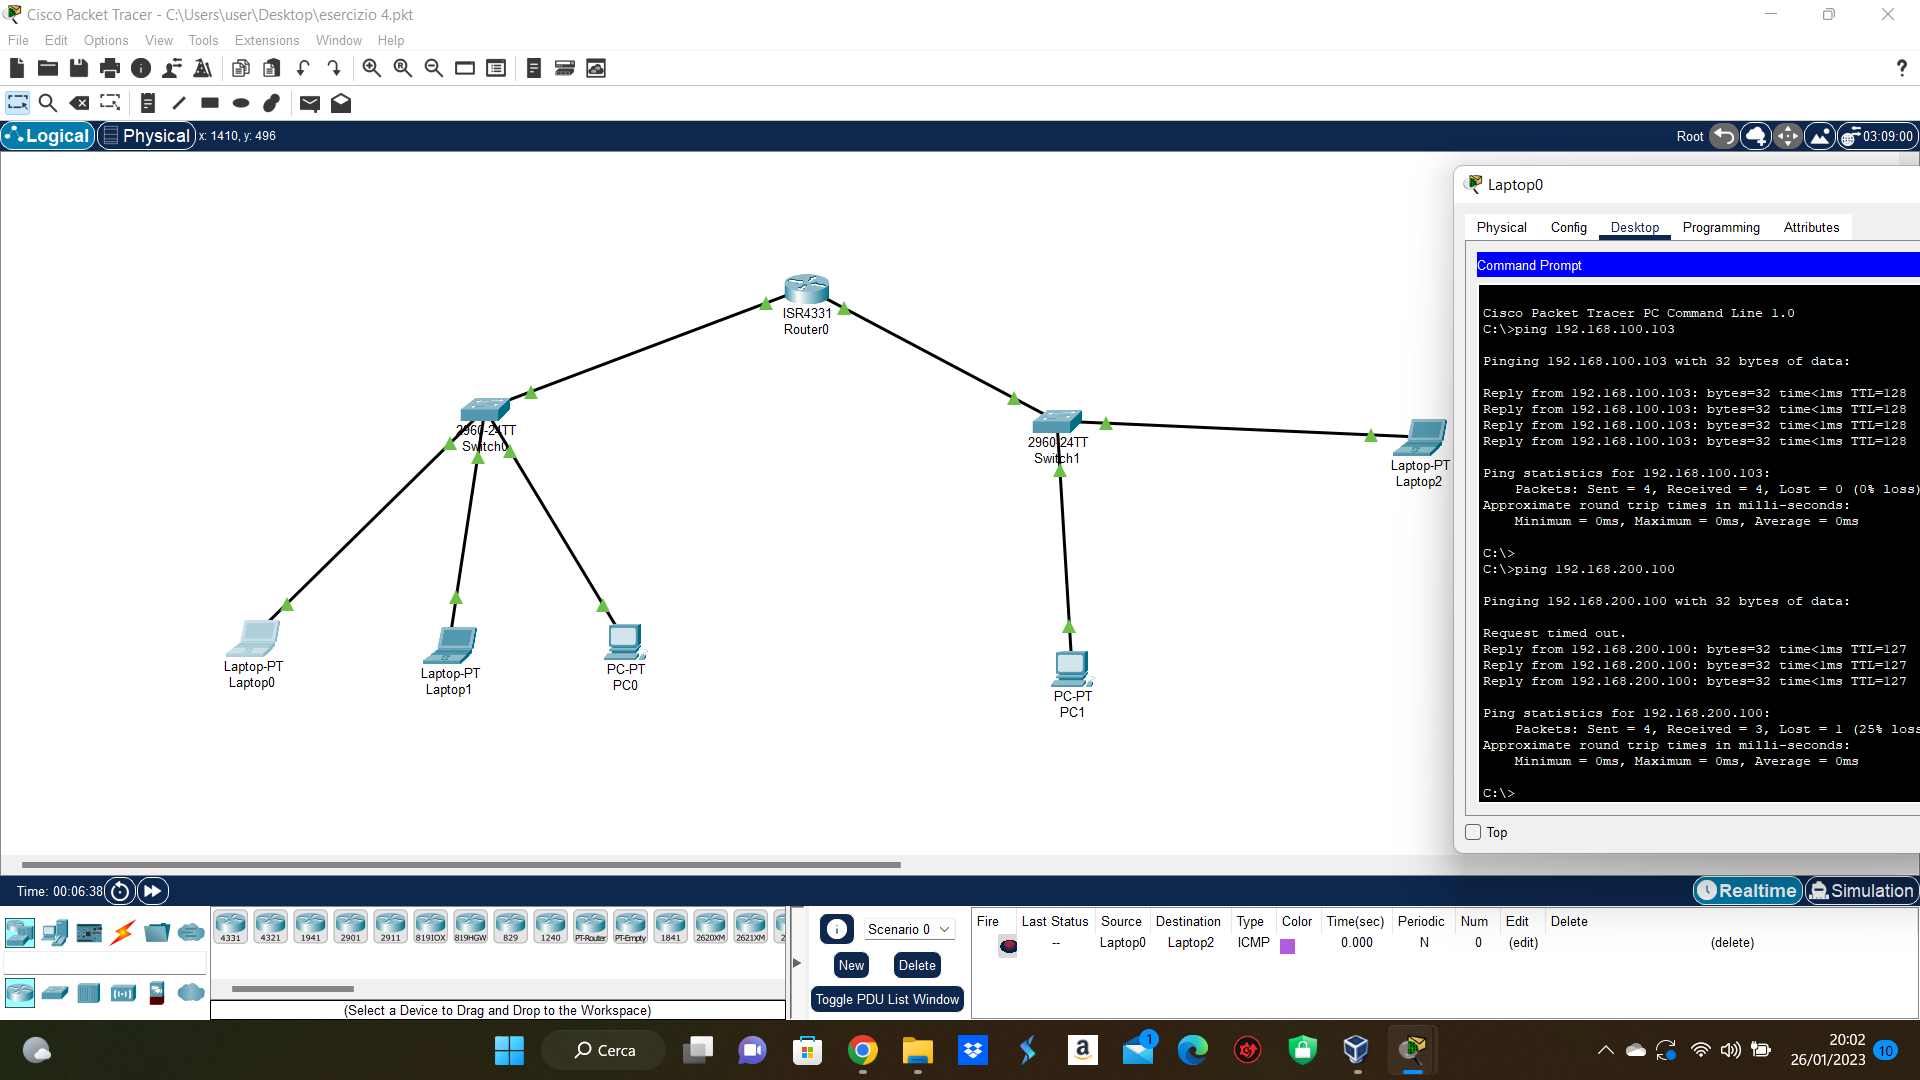 Cisco Packet Tracer - C:\Users\user\Desktop\esercizio 4.pkt
File Edit Options View Tools Extensions Window Help
?
Logical Physical x: 1410, y: 496
Root 03:09:00
ISR4331
Router0
2960-24TT
Switch0
2960-24TT
Switch1
Laptop-PT
Laptop2
Laptop-PT
Laptop0
Laptop-PT
Laptop1
PC-PT
PC0
PC-PT
PC1
Laptop0
Physical Config Desktop Programming Attributes
Command Prompt
Cisco Packet Tracer PC Command Line 1.0
C:\>ping 192.168.100.103
Pinging 192.168.100.103 with 32 bytes of data:
Reply from 192.168.100.103: bytes=32 time<1ms TTL=128
Reply from 192.168.100.103: bytes=32 time<1ms TTL=128
Reply from 192.168.100.103: bytes=32 time<1ms TTL=128
Reply from 192.168.100.103: bytes=32 time<1ms TTL=128
Ping statistics for 192.168.100.103:
Packets: Sent = 4, Received = 4, Lost = 0 (0% loss)
Approximate round trip times in milli-seconds:
Minimum = 0ms, Maximum = 0ms, Average = 0ms
C:\>
C:\>ping 192.168.200.100
Pinging 192.168.200.100 with 32 bytes of data:
Request timed out.
Reply from 192.168.200.100: bytes=32 time<1ms TTL=127
Reply from 192.168.200.100: bytes=32 time<1ms TTL=127
Reply from 192.168.200.100: bytes=32 time<1ms TTL=127
Ping statistics for 192.168.200.100:
Packets: Sent = 4, Received = 3, Lost = 1 (25% loss
Approximate round trip times in milli-seconds:
Minimum = 0ms, Maximum = 0ms, Average = 0ms
C:\>
Top
Time: 00:06:38
Realtime Simulation
4331 4321 1941 2901 2911 819IOX 819HGW 829 1240 PT-Router PT-Empty 1841 2620XM 2621XM 2
(Select a Device to Drag and Drop to the Workspace)
Scenario 0
New Delete
Toggle PDU List Window
Fire Last Status Source Destination Type Color Time(sec) Periodic Num Edit Delete
-- Laptop0 Laptop2 ICMP 0.000 N 0 (edit) (delete)
Cerca
a
1
20:02
26/01/2023
10